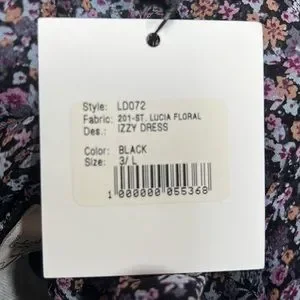 Style: LD072
Fabric: 201-ST. LUCIA FLORAL
Des.: IZZY DRESS
Color: BLACK
Size: 3/ L
1 000000 055368